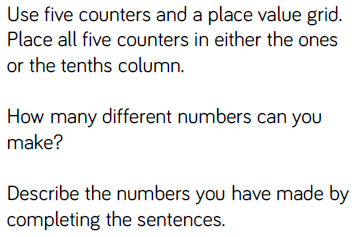 Use five counters and a place value grid.
Place all five counters in either the ones
or the tenths column.
How many different numbers can you
make?
Describe the numbers you have made by
completing the sentences.